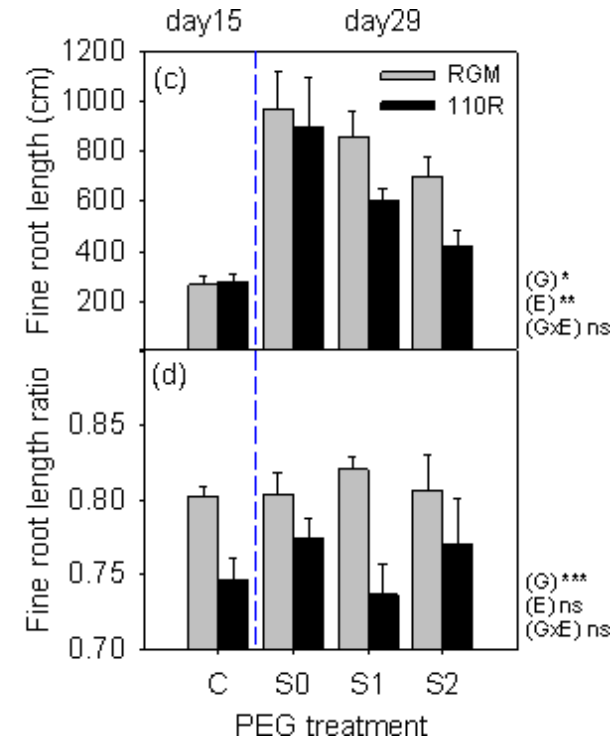 day15 day29
(c)
RGM
110R
Fine root length (cm)
1200
1000
800
600
400
200
(G) *
(E) **
(GxE) ns
(d)
Fine root length ratio
0.85
0.80
0.75
0.70
(G) ***
(E) ns
(GxE) ns
C S0 S1 S2
PEG treatment